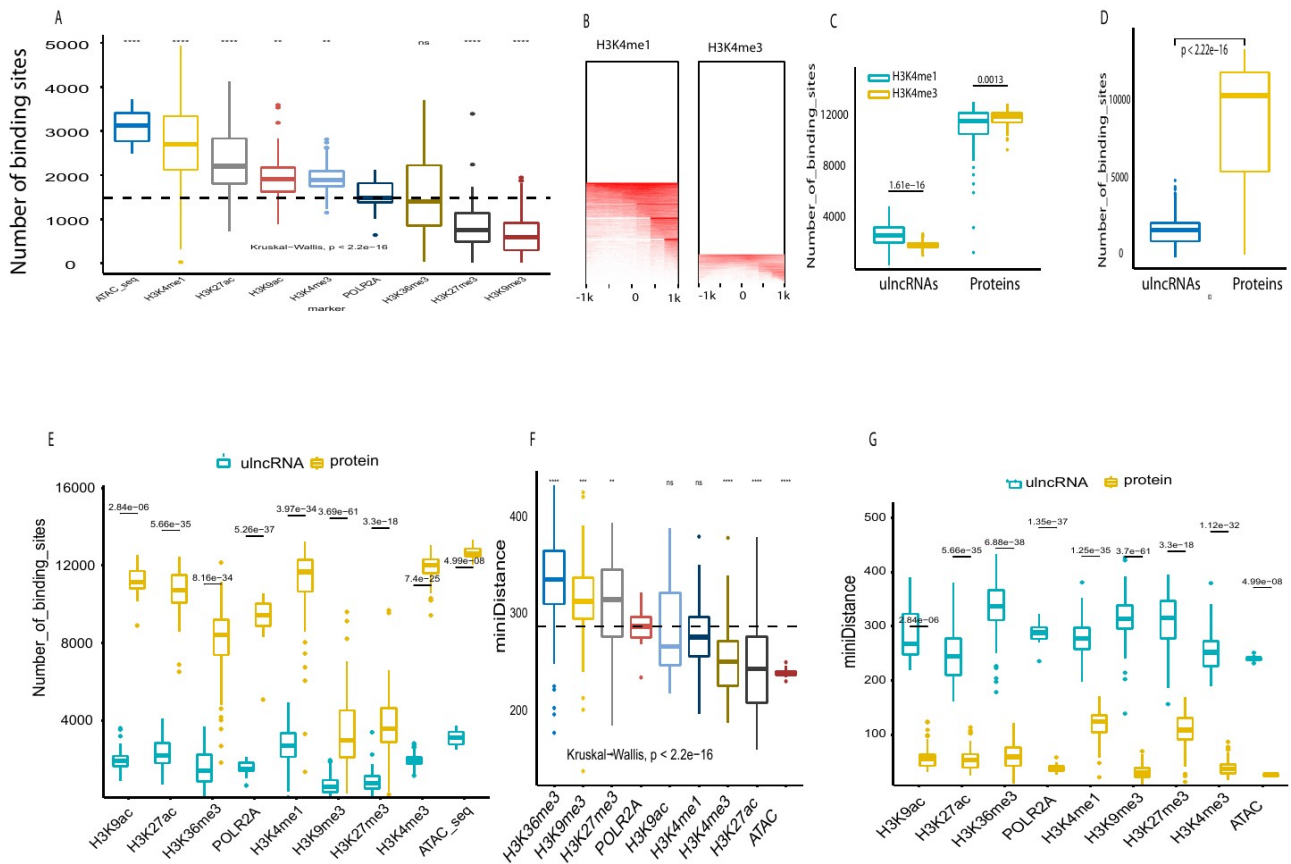 A
Number of binding sites
5000
4000
3000
2000
1000
0
**** **** **** ** ** ns **** ****
Kruskal−Wallis, p < 2.2e−16
ATAC_seq H3K4me1 H3K27ac H3K9ac H3K4me3 POLR2A H3K36me3 H3K27me3 H3K9me3
marker
B
H3K4me1 H3K4me3
-1k 0 1k -1k 0 1k
C
Number_of_binding_sites
H3K4me1
H3K4me3
0.0013
1.61e−16
12000
8000
4000
ulncRNAs Proteins
D
Number_of_binding_sites
p < 2.22e−16
10000
5000
0
ulncRNAs Proteins
E
ulncRNA protein
Number_of_binding_sites
16000
12000
8000
4000
2.84e−06
5.66e−35
8.16e−34
5.26e−37
3.97e−34
3.69e−61
3.3e−18
7.4e−25
4.99e−08
H3K9ac H3K27ac H3K36me3 POLR2A H3K4me1 H3K9me3 H3K27me3 H3K4me3 ATAC_seq
F
miniDistance
400
300
200
**** *** ** ns ns **** **** ****
Kruskal−Wallis, p < 2.2e−16
H3K36me3 H3K9me3 H3K27me3 POLR2A H3K9ac H3K4me1 H3K4me3 H3K27ac ATAC
G
ulncRNA protein
miniDistance
500
400
300
200
100
2.84e−06
5.66e−35
6.88e−38
1.35e−37
1.25e−35
3.7e−61
3.3e−18
1.12e−32
4.99e−08
H3K9ac H3K27ac H3K36me3 POLR2A H3K4me1 H3K9me3 H3K27me3 H3K4me3 ATAC